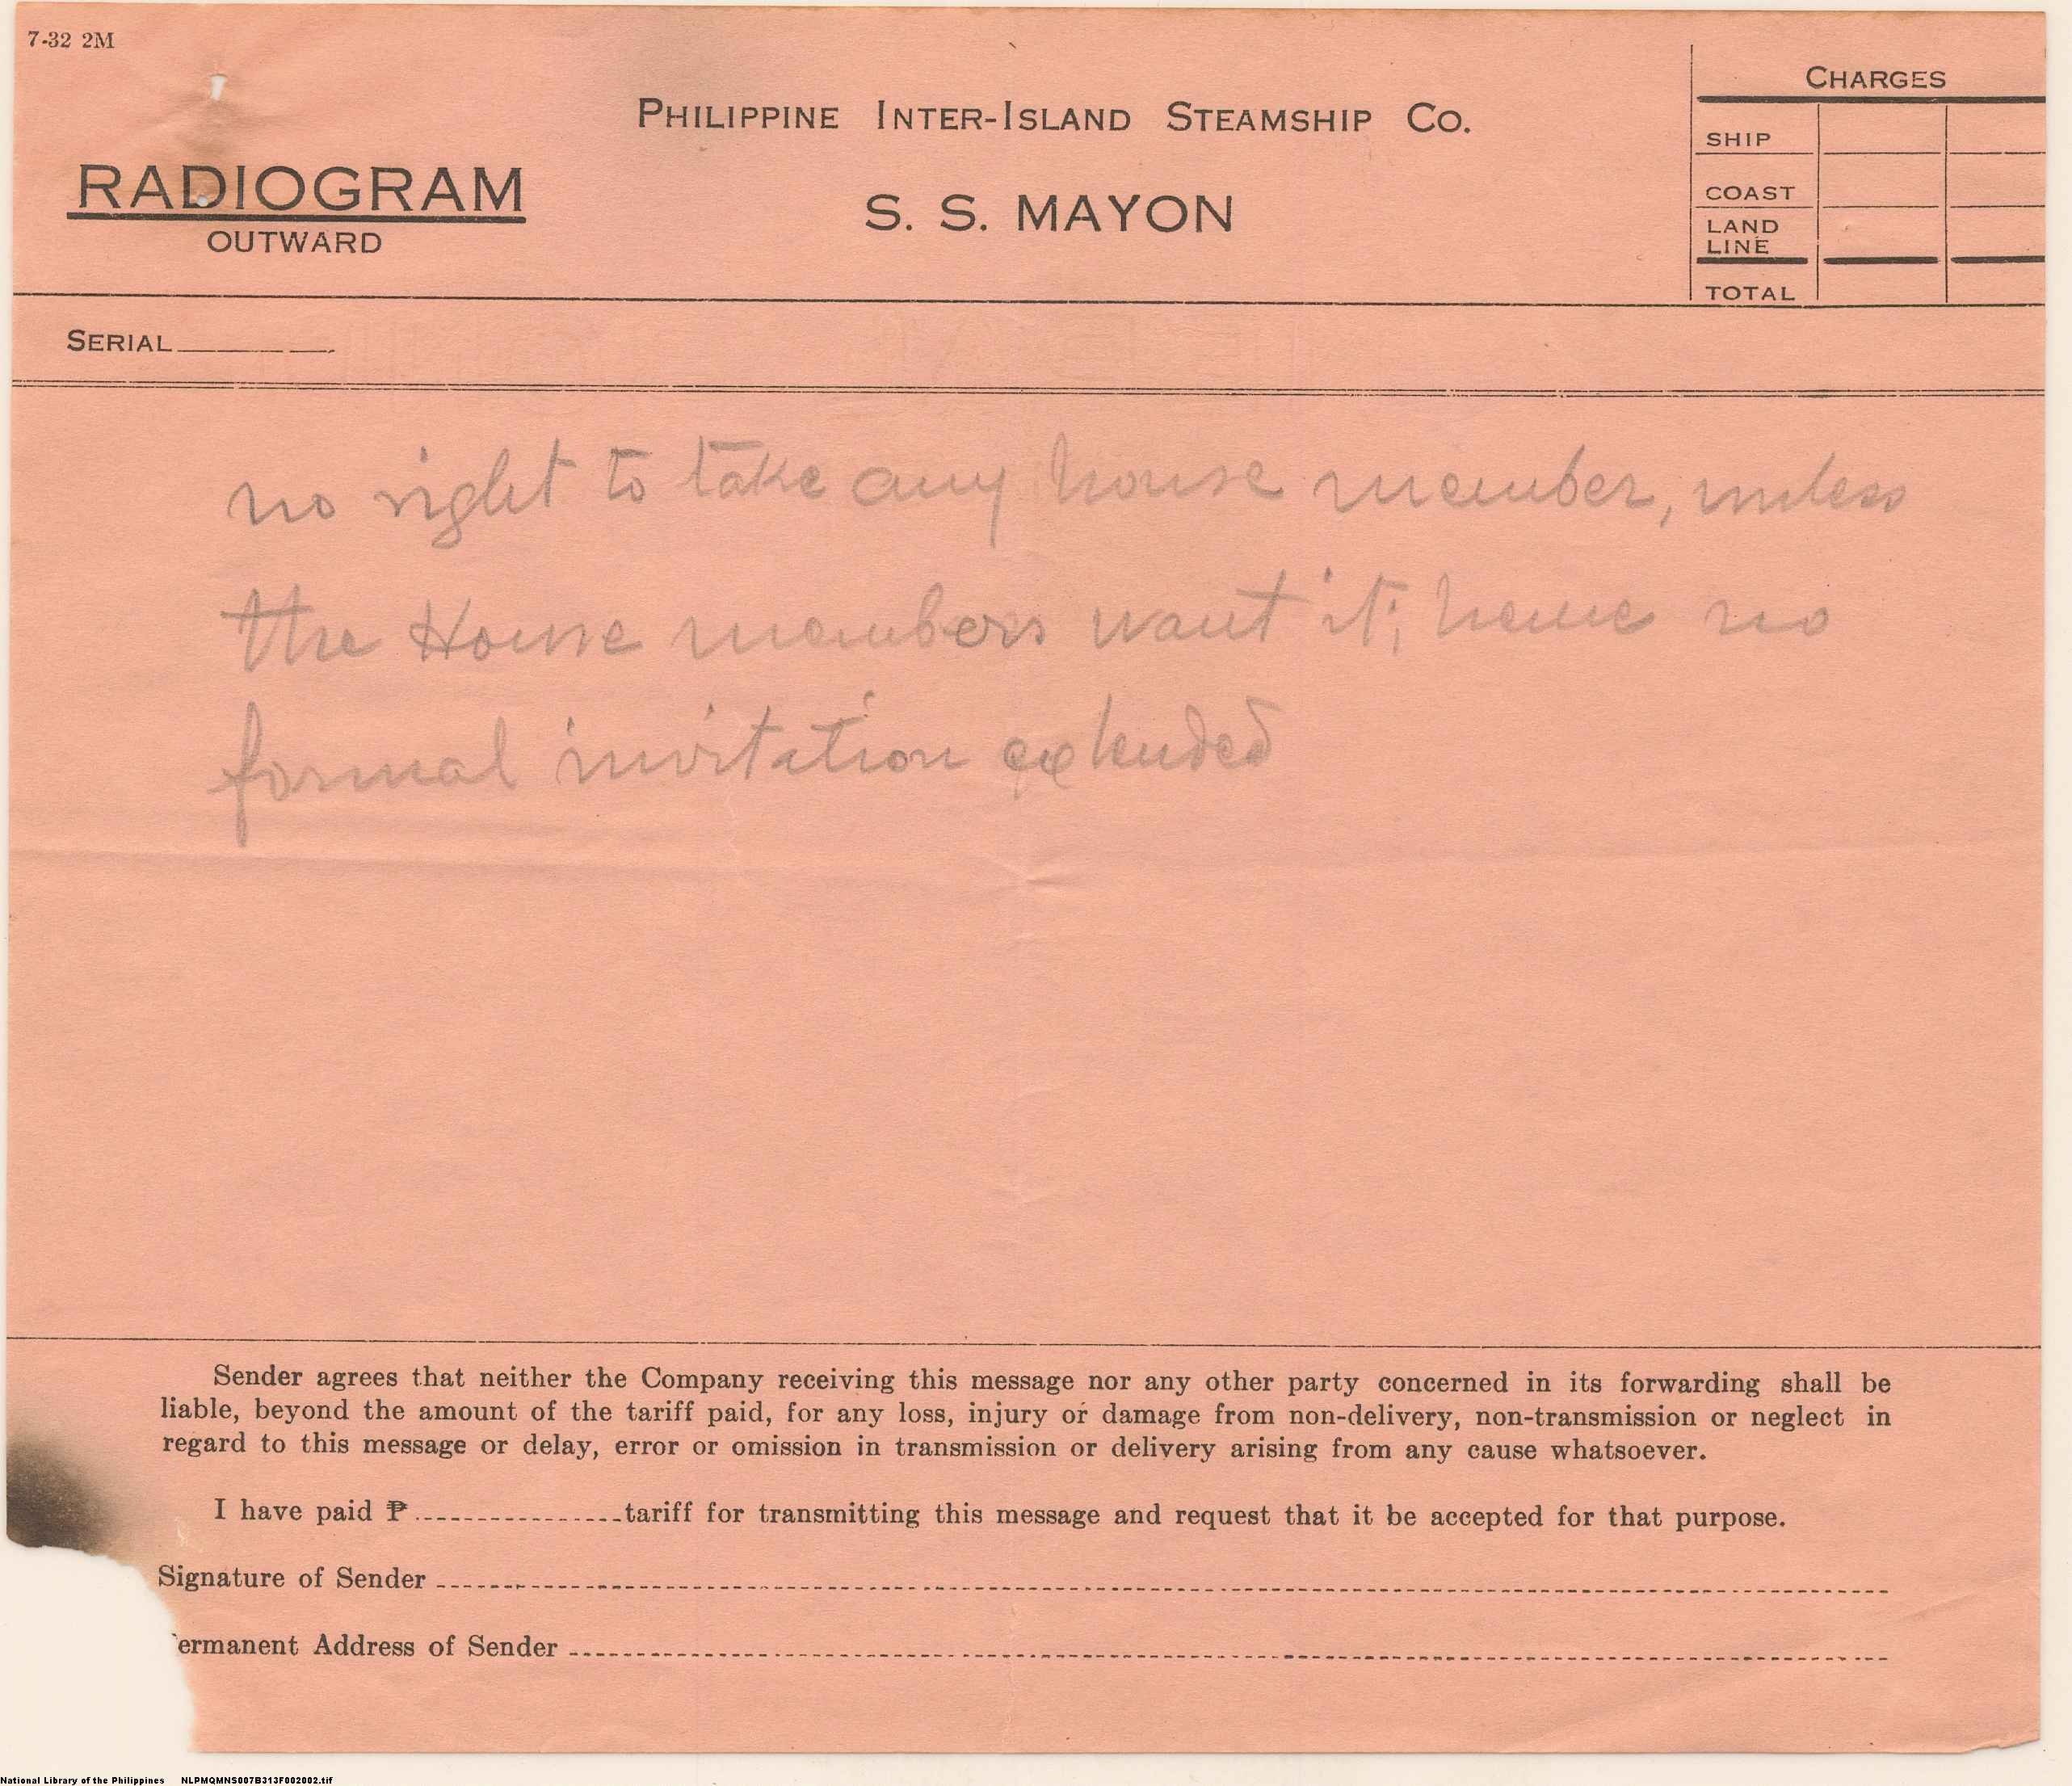 7-32 2M
PHILIPPINE INTER-ISLAND STEAMSHIP CO.
RADIOGRAM
OUTWARD
S. S. MAYON
CHARGES
SHIP
COAST
LAND
LINE
TOTAL
SERIAL
no right to take any house member, unless
the House members want it; hence no
formal invitation extended
Sender agrees that neither the Company receiving this message nor any other party concerned in its forwarding shall be
liable, beyond the amount of the tariff paid, for any loss, injury or damage from non-delivery, non-transmission or neglect in
regard to this message or delay, error or omission in transmission or delivery arising from any cause whatsoever.
I have paid ₱................tariff for transmitting this message and request that it be accepted for that purpose.
Signature of Sender
ermanent Address of Sender
National Library of the Philippines NLPMQMNS007B313F002002.tif